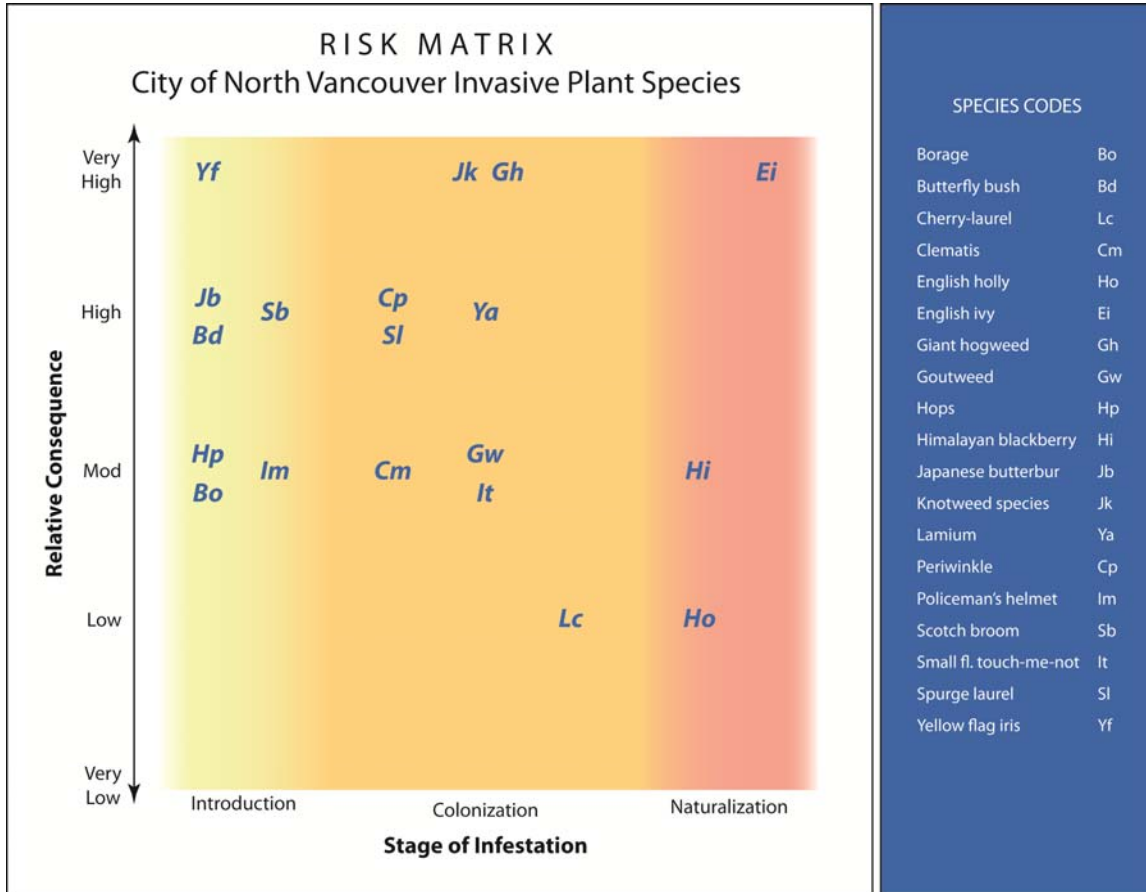 RISK MATRIX
City of North Vancouver Invasive Plant Species
Relative Consequence
Very
High
Yf
Jk Gh
Ei
High
Jb
Sb
Cp
Ya
Bd
Sl
Mod
Hp
Im
Cm
Gw
Hi
Bo
It
Low
Lc
Ho
Very
Low
Introduction
Colonization
Naturalization
Stage of Infestation
SPECIES CODES
Borage Bo
Butterfly bush Bd
Cherry-laurel Lc
Clematis Cm
English holly Ho
English ivy Ei
Giant hogweed Gh
Goutweed Gw
Hops Hp
Himalayan blackberry Hi
Japanese butterbur Jb
Knotweed species Jk
Lamium Ya
Periwinkle Cp
Policeman's helmet Im
Scotch broom Sb
Small fl. touch-me-not It
Spurge laurel Sl
Yellow flag iris Yf